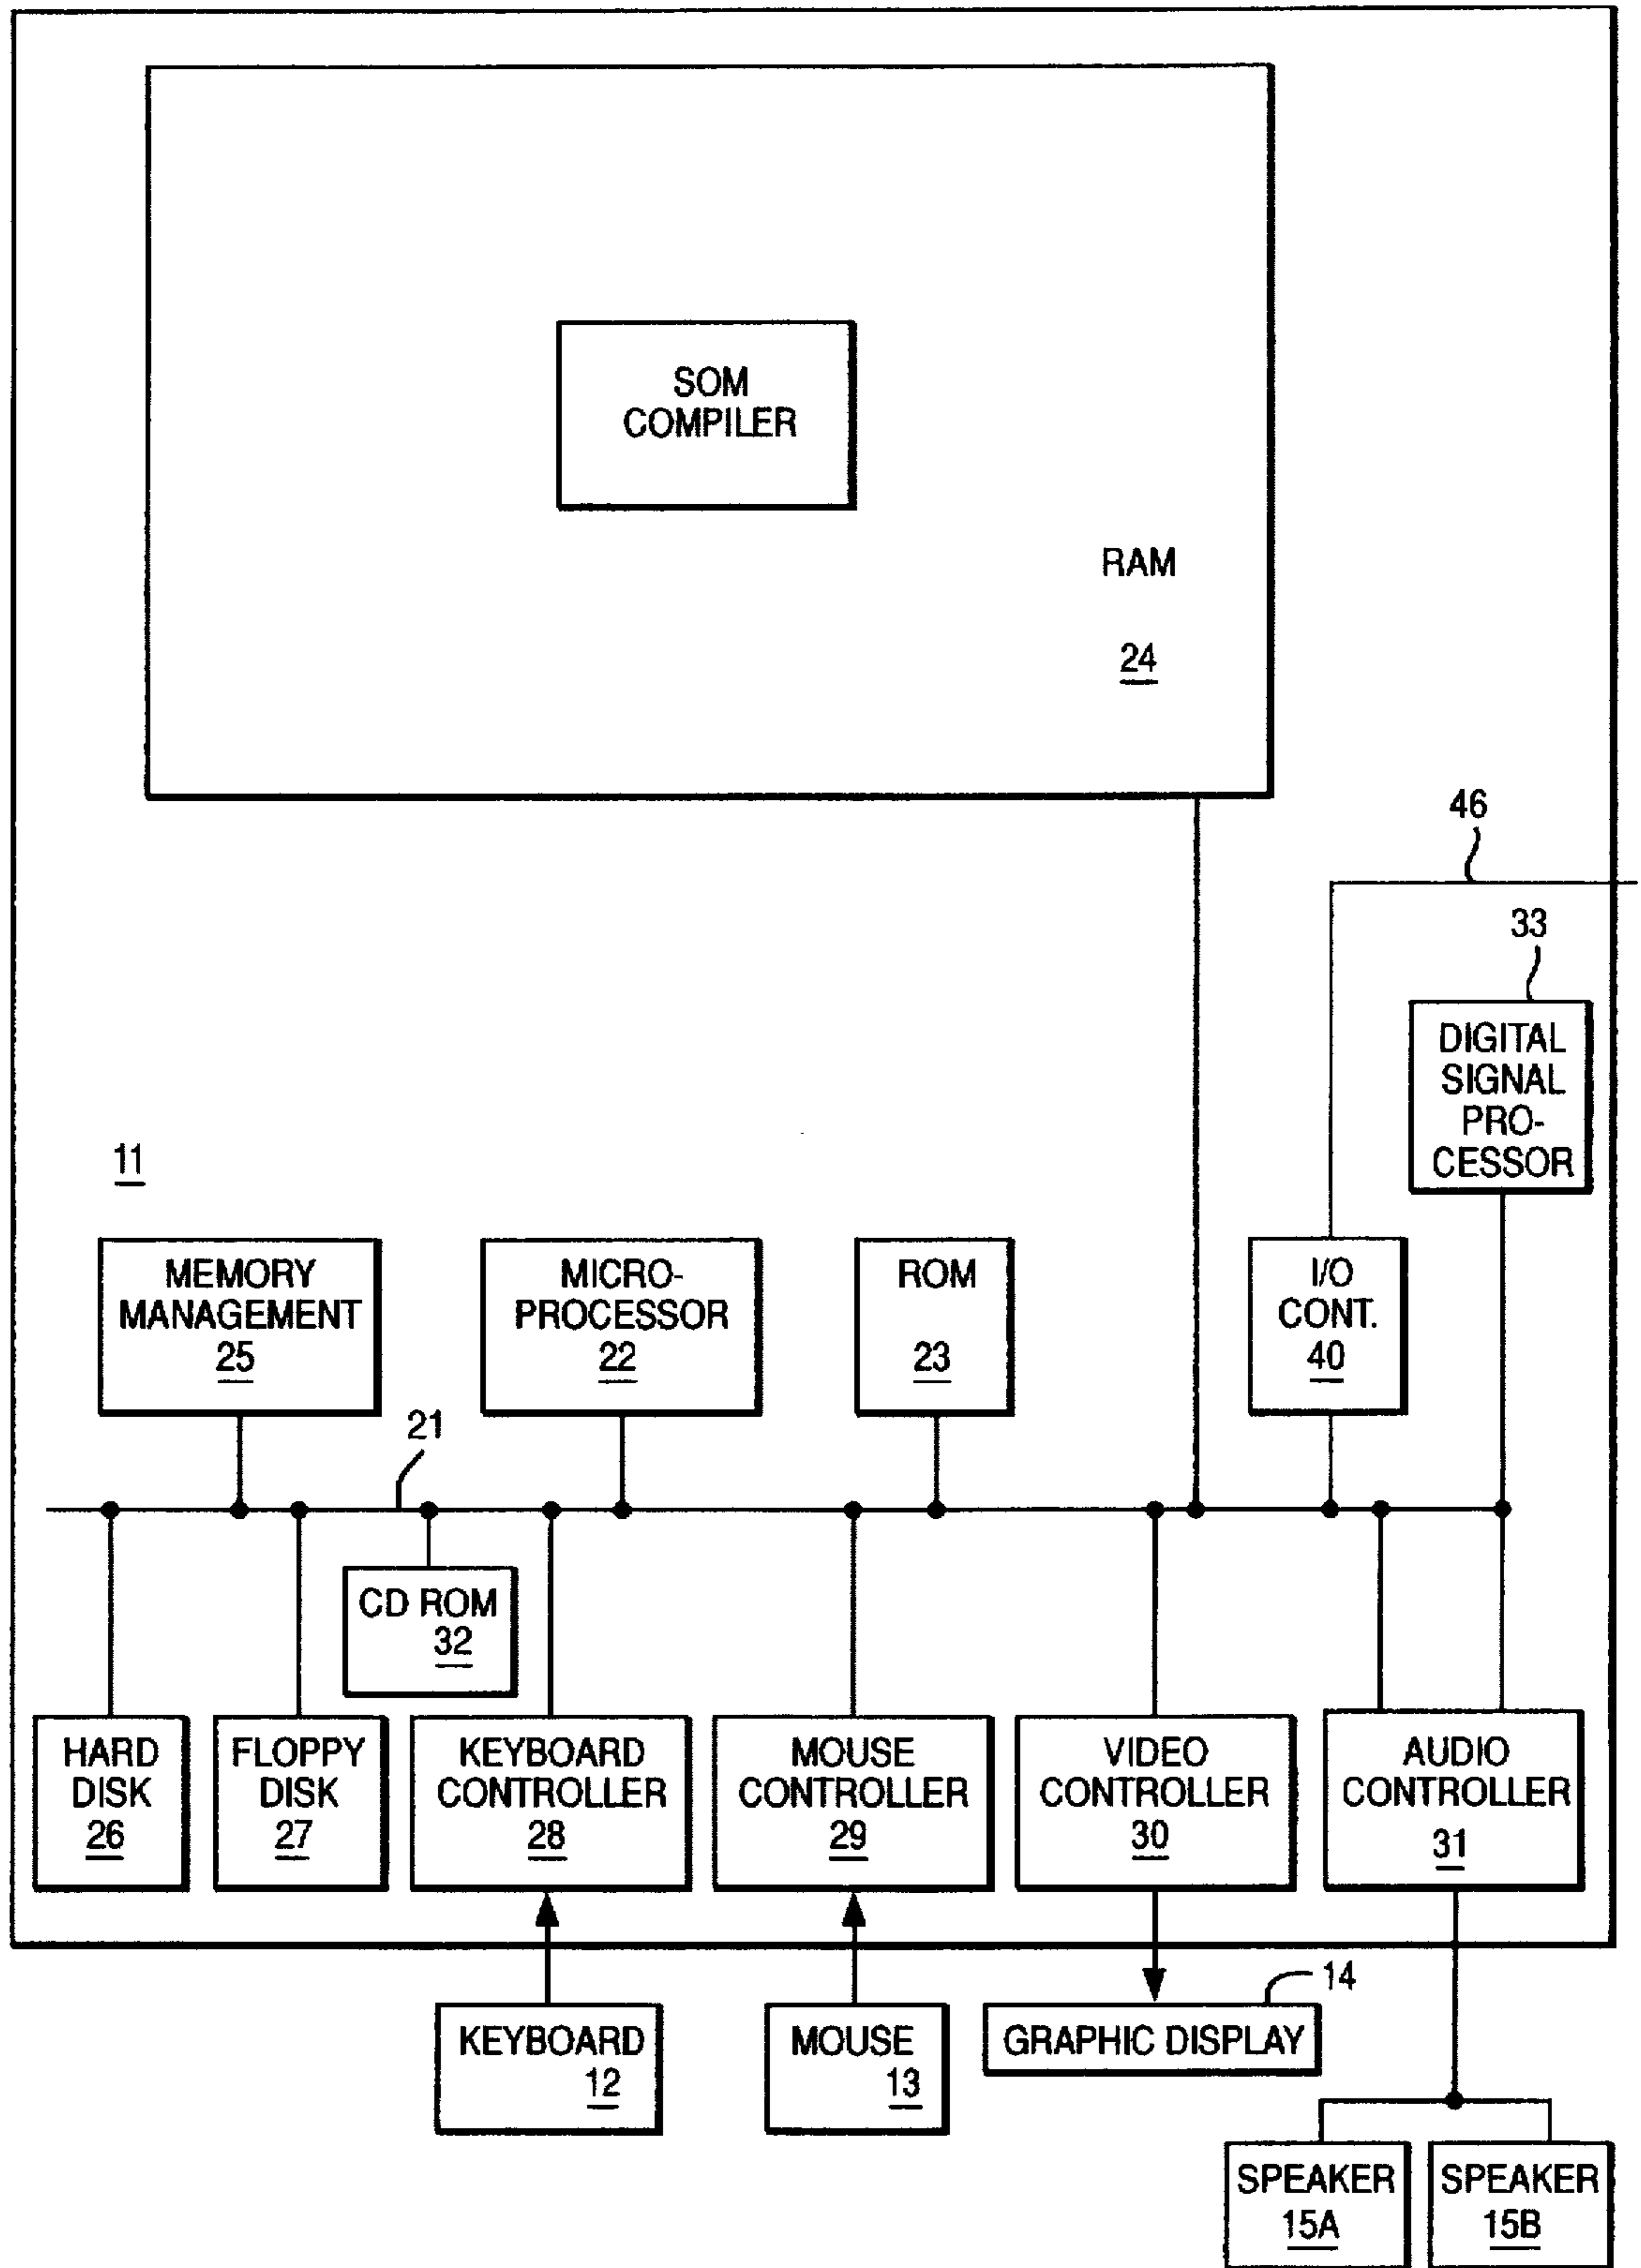 SOM
COMPILER
RAM
24
46
33
DIGITAL
SIGNAL
PRO-
CESSOR
11
MEMORY
MANAGEMENT
25
MICRO-
PROCESSOR
22
ROM
23
I/O
CONT.
40
21
CD ROM
32
HARD
DISK
26
FLOPPY
DISK
27
KEYBOARD
CONTROLLER
28
MOUSE
CONTROLLER
29
VIDEO
CONTROLLER
30
AUDIO
CONTROLLER
31
KEYBOARD
12
MOUSE
13
14
GRAPHIC DISPLAY
SPEAKER
15A
SPEAKER
15B